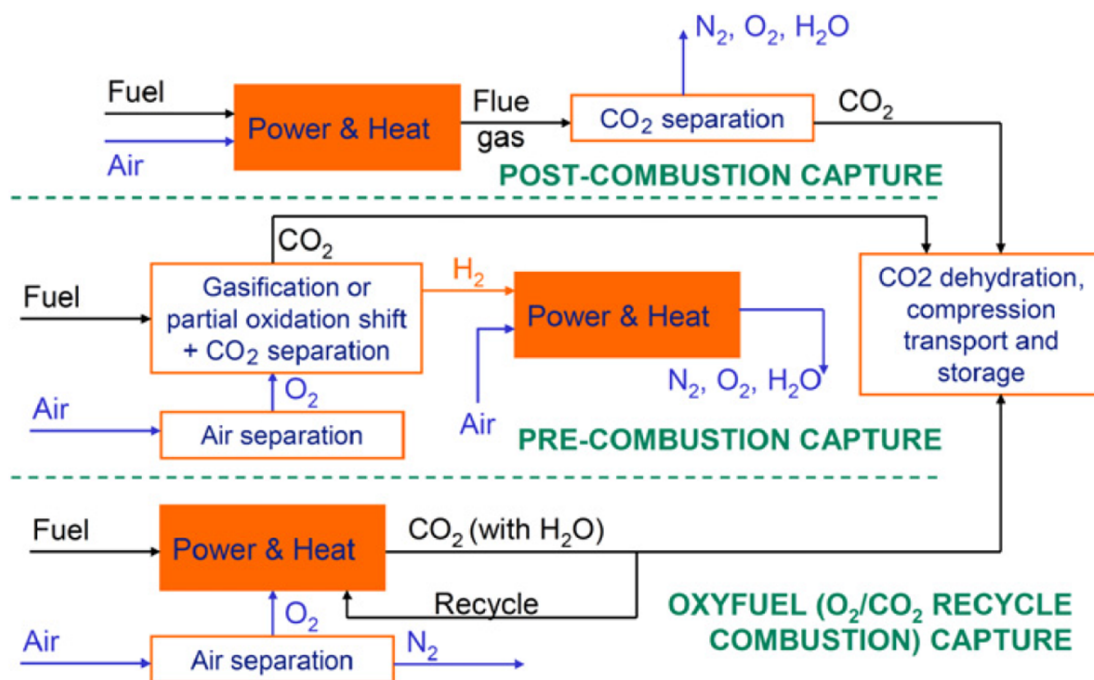 N₂, O₂, H₂O
Fuel
Power & Heat
Flue
gas
CO₂ separation
CO₂
Air
POST-COMBUSTION CAPTURE
CO₂
Fuel
Gasification or
partial oxidation shift
+ CO₂ separation
H₂
Power & Heat
CO2 dehydration,
compression
transport and
storage
O₂
N₂, O₂, H₂O
Air
Air separation
Air
PRE-COMBUSTION CAPTURE
Fuel
Power & Heat
CO₂ (with H₂O)
Recycle
O₂
Air
Air separation
N₂
OXYFUEL (O₂/CO₂ RECYCLE
COMBUSTION) CAPTURE